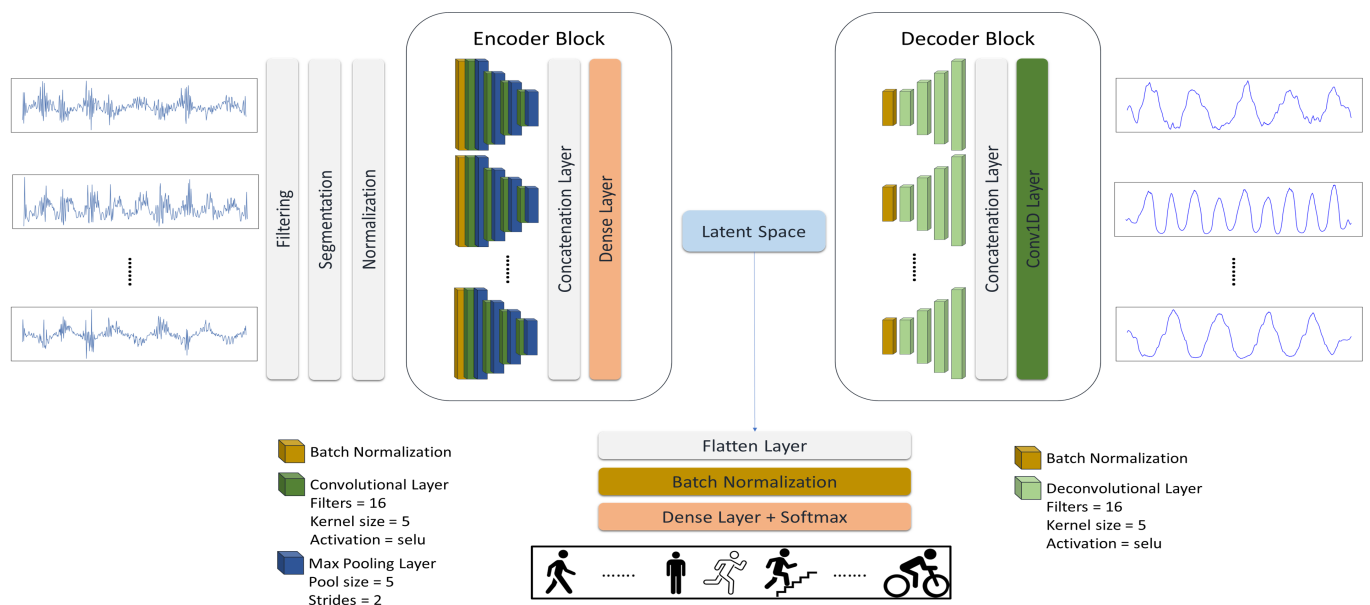 Encoder Block
Decoder Block
Filtering
Segmentation
Normalization
Concatenation Layer
Dense Layer
Latent Space
Concatenation Layer
Conv1D Layer
Flatten Layer
Batch Normalization
Dense Layer + Softmax
Batch Normalization
Convolutional Layer
Filters = 16
Kernel size = 5
Activation = selu
Max Pooling Layer
Pool size = 5
Strides = 2
Batch Normalization
Deconvolutional Layer
Filters = 16
Kernel size = 5
Activation = selu